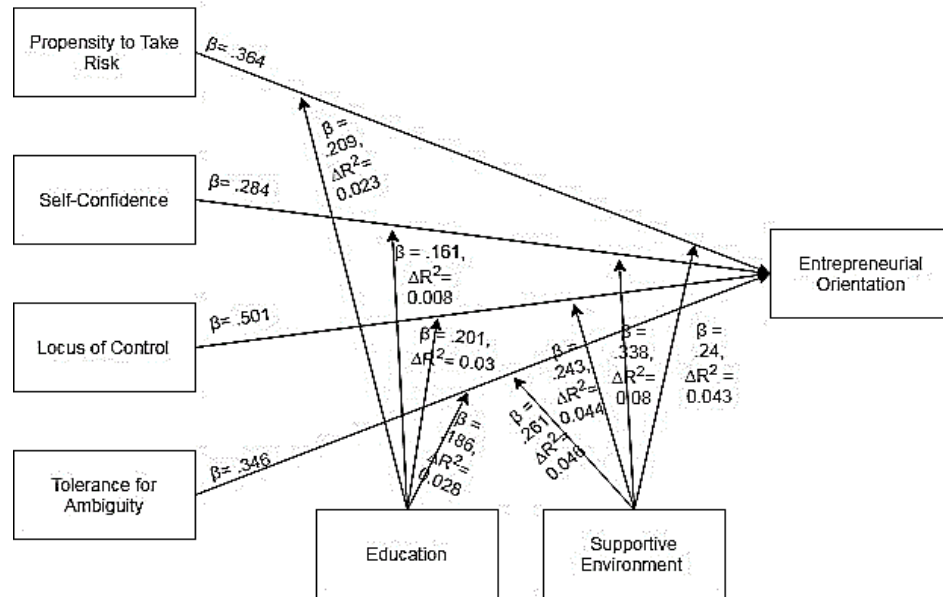 Propensity to Take
Risk
β= .364
β =
.209,
ΔR²=
0.023
Self-Confidence
β= .284
β = .161,
ΔR²=
0.008
Entrepreneurial
Orientation
Locus of Control
β= .501
β = .201,
ΔR²= 0.03
β =
.243,
ΔR²=
0.044
β =
.338,
ΔR²=
0.08
β =
.24,
ΔR² =
0.043
Tolerance for
Ambiguity
β= .346
β =
.186,
ΔR²=
0.028
β =
.261
ΔR²=
0.046
Education
Supportive
Environment